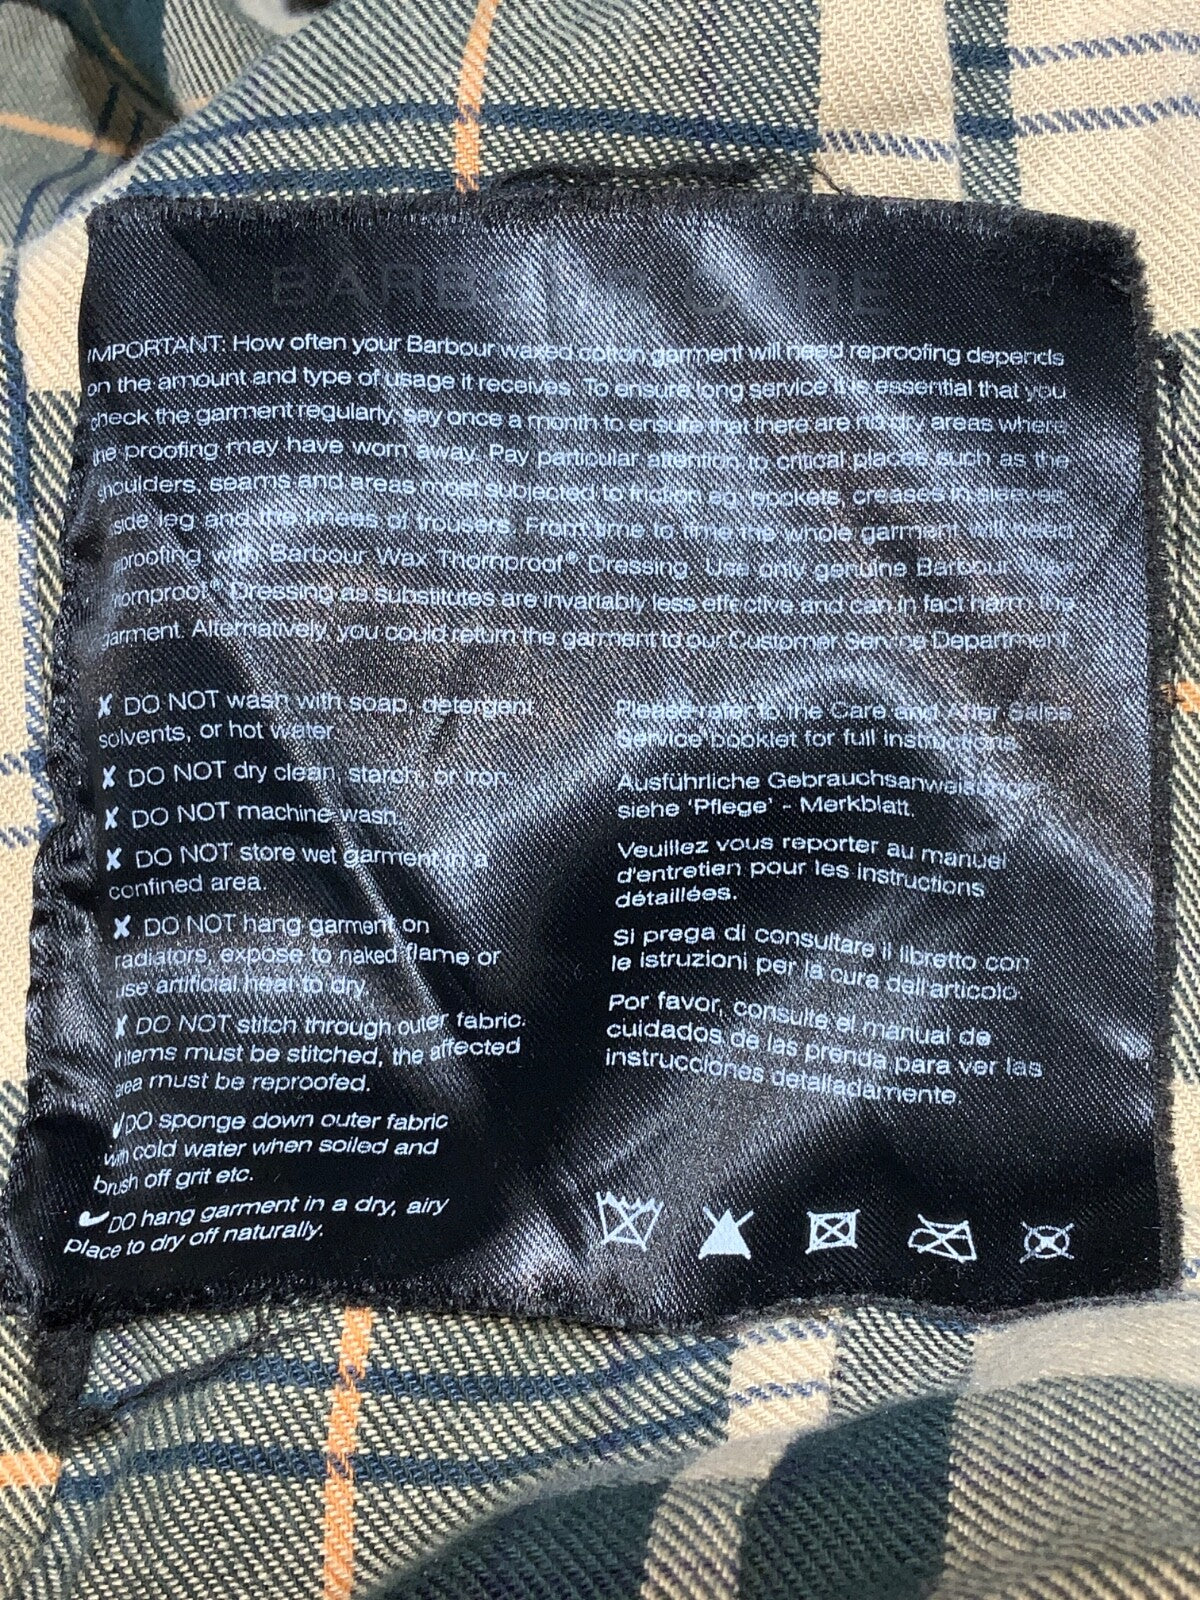 BARBOUR CARE
IMPORTANT: How often your Barbour waxed cotton garment will need reproofing depends
on the amount and type of usage it receives. To ensure long service it is essential that you
check the garment regularly, say once a month to ensure that there are no dry areas where
the proofing may have worn away. Pay particular attention to critical places such as the
shoulders, seams and areas most subjected to friction eg. pockets, creases in sleeves,
side leg and the knees of trousers. From time to time the whole garment will need
proofing with Barbour Wax Thornproof® Dressing. Use only genuine Barbour
ornproof® Dressing as substitutes are invariably less effective and can in fact harm the
garment. Alternatively, you could return the garment to our Customer Service Department.
✘ DO NOT wash with soap, detergent
solvents, or hot water.
✘ DO NOT dry clean, starch, or iron.
✘ DO NOT machine wash.
✘ DO NOT store wet garment in a
confined area.
✘ DO NOT hang garment on
radiators, expose to naked flame or
use artificial heat to dry.
✘ DO NOT stitch through outer fabric.
If items must be stitched, the affected
area must be reproofed.
✓ DO sponge down outer fabric
with cold water when soiled and
brush off grit etc.
✓ DO hang garment in a dry, airy
place to dry off naturally.
Please refer to the Care and After Sales
Service booklet for full instructions.
Ausführliche Gebrauchsanweisungen
siehe 'Pflege' - Merkblatt.
Veuillez vous reporter au manuel
d'entretien pour les instructions
détaillées.
Si prega di consultare il libretto con
le istruzioni per la cura dell'articolo.
Por favor, consulte el manual de
cuidados de las prenda para ver las
instrucciones detalladamente.